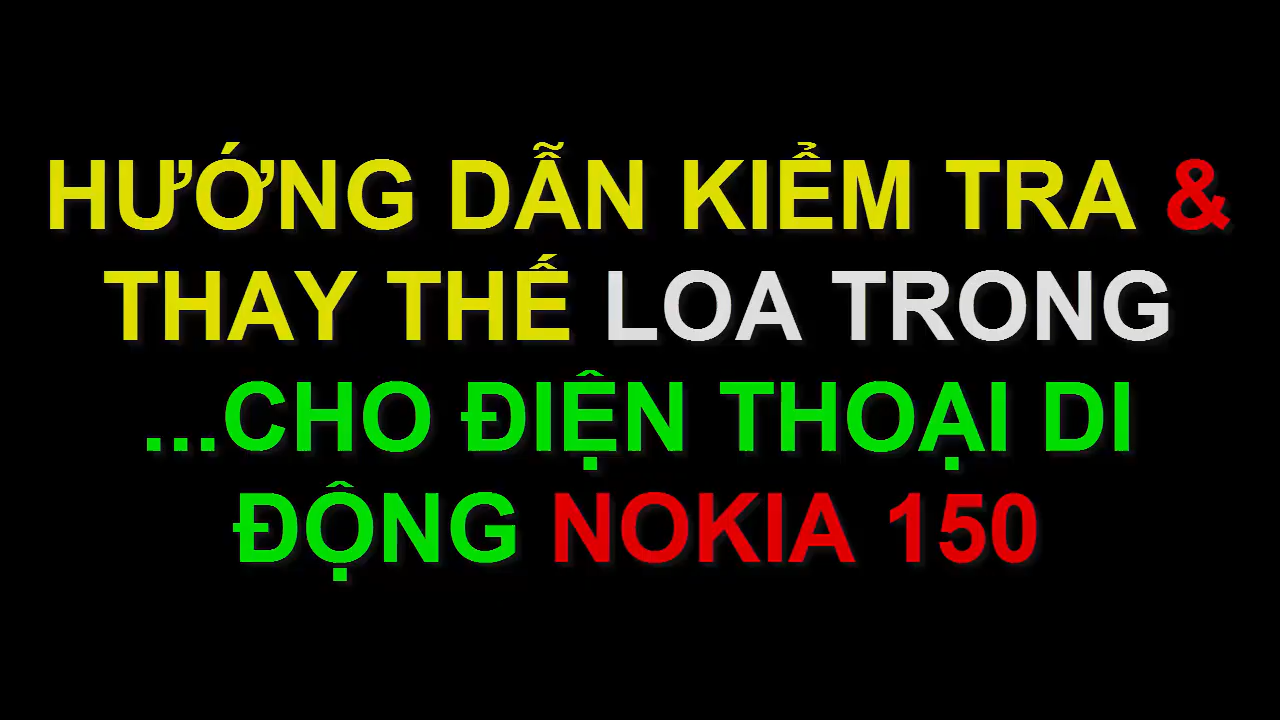 HƯỚNG DẪN KIỂM TRA &
THAY THẾ LOA TRONG
...CHO ĐIỆN THOẠI DI
ĐỘNG NOKIA 150